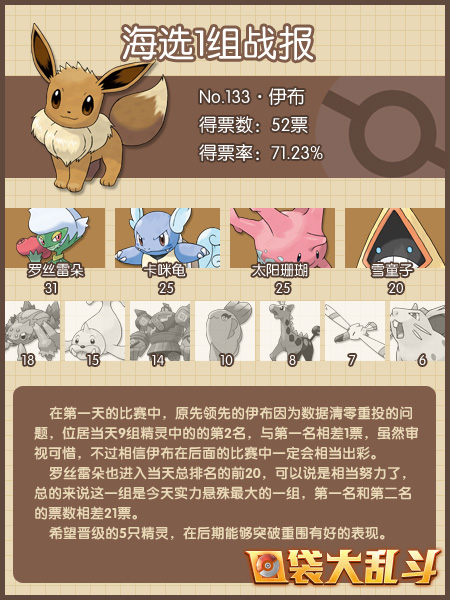 海选1组战报
No.133·伊布
得票数：52票
得票率：71.23%
罗丝雷朵 卡咪龟 太阳珊瑚 雪童子
31 25 25 20
18 15 14 10 8 7 6
在第一天的比赛中，原先领先的伊布因为数据清零重投的问
题，位居当天9组精灵中的的第2名，与第一名相差1票，虽然审
视可惜，不过相信伊布在后面的比赛中一定会相当出彩。
罗丝雷朵也进入当天总排名的前20，可以说是相当努力了，
总的来说这一组是今天实力悬殊最大的一组，第一名和第二名
的票数相差21票。
希望晋级的5只精灵，在后期能够突破重围有好的表现。
口袋大乱斗